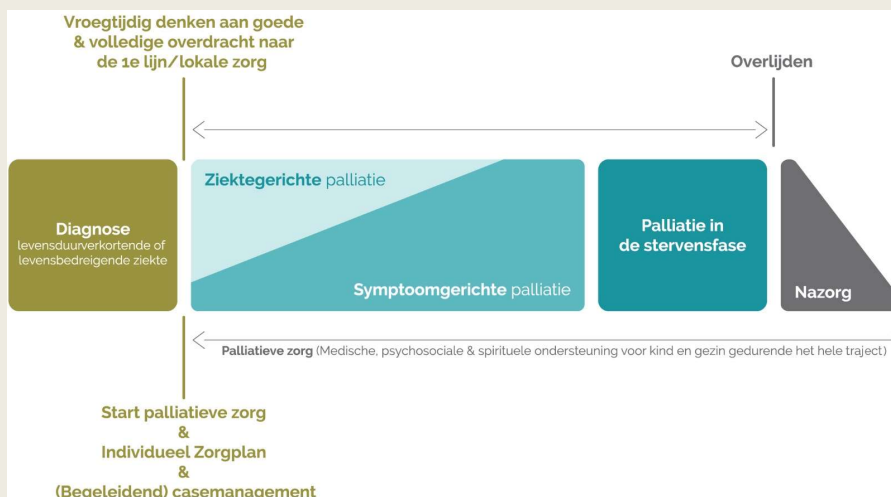 Vroegtijdig denken aan goede
& volledige overdracht naar
de 1e lijn/lokale zorg
Overlijden
Diagnose
levensduurverkortende of
levensbedreigende ziekte
Ziektegerichte palliatie
Symptoomgerichte palliatie
Palliatie in
de stervensfase
Nazorg
Palliatieve zorg (Medische, psychosociale & spirituele ondersteuning voor kind en gezin gedurende het hele traject)
Start palliatieve zorg
&
Individueel Zorgplan
&
(Begeleidend) casemanagement